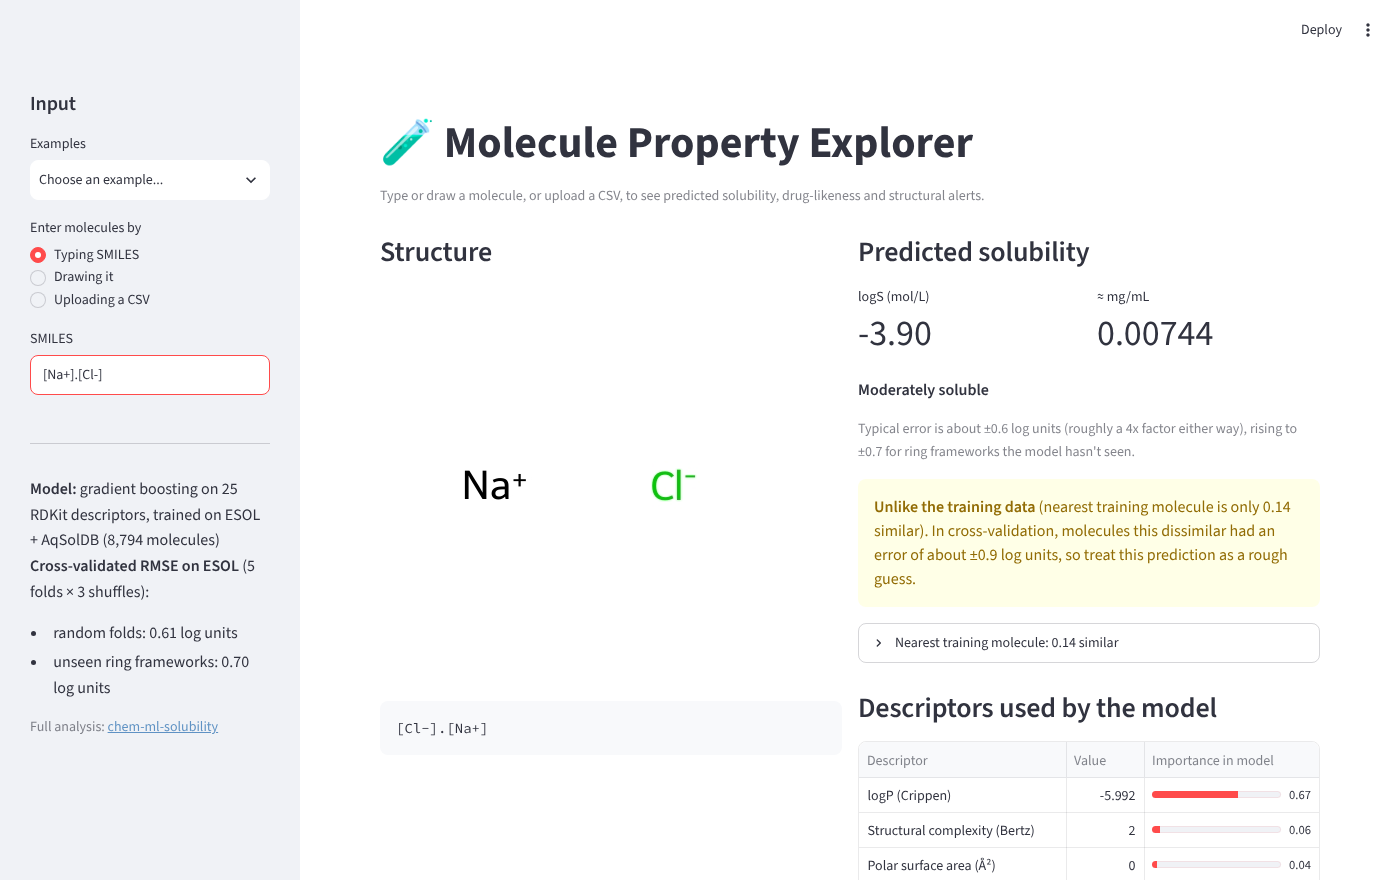 Deploy
Input
Examples
Choose an example...
Enter molecules by
Typing SMILES
Drawing it
Uploading a CSV
SMILES
[Na+].[Cl-]
Model: gradient boosting on 25
RDKit descriptors, trained on ESOL
+ AqSolDB (8,794 molecules)
Cross-validated RMSE on ESOL (5
folds × 3 shuffles):
• random folds: 0.61 log units
• unseen ring frameworks: 0.70
log units
Full analysis: chem-ml-solubility
Molecule Property Explorer
Type or draw a molecule, or upload a CSV, to see predicted solubility, drug-likeness and structural alerts.
Structure
Na⁺ Cl⁻
[Cl-].[Na+]
Predicted solubility
logS (mol/L) ≈ mg/mL
-3.90 0.00744
Moderately soluble
Typical error is about ±0.6 log units (roughly a 4x factor either way), rising to
±0.7 for ring frameworks the model hasn't seen.
Unlike the training data (nearest training molecule is only 0.14
similar). In cross-validation, molecules this dissimilar had an
error of about ±0.9 log units, so treat this prediction as a rough
guess.
Nearest training molecule: 0.14 similar
Descriptors used by the model
Descriptor Value Importance in model
logP (Crippen) -5.992 0.67
Structural complexity (Bertz) 2 0.06
Polar surface area (Å²) 0 0.04